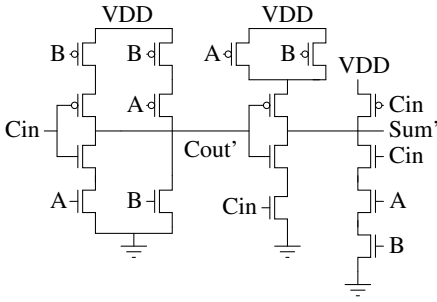 VDD VDD
B B A B
VDD
A Cin
Cin Cout' Sum'
Cin
A B Cin A
B